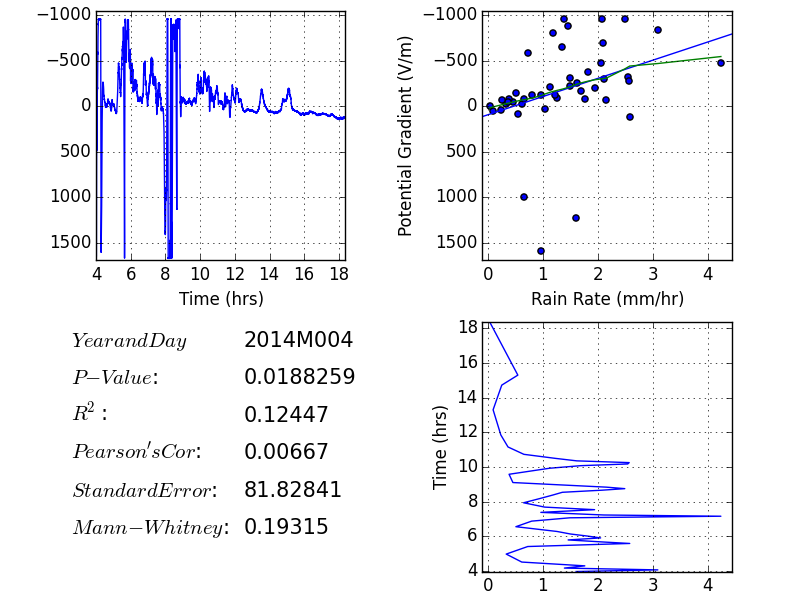 −1000
−500
0
500
1000
1500
4 6 8 10 12 14 16 18
Time (hrs)
−1000
−500
0
500
1000
1500
Potential Gradient (V/m)
0 1 2 3 4
Rain Rate (mm/hr)
YearandDay 2014M004
P−Value: 0.0188259
R²: 0.12447
Pearson'sCor: 0.00667
StandardError: 81.82841
Mann−Whitney: 0.19315
18
16
14
12
10
8
6
4
Time (hrs)
0 1 2 3 4